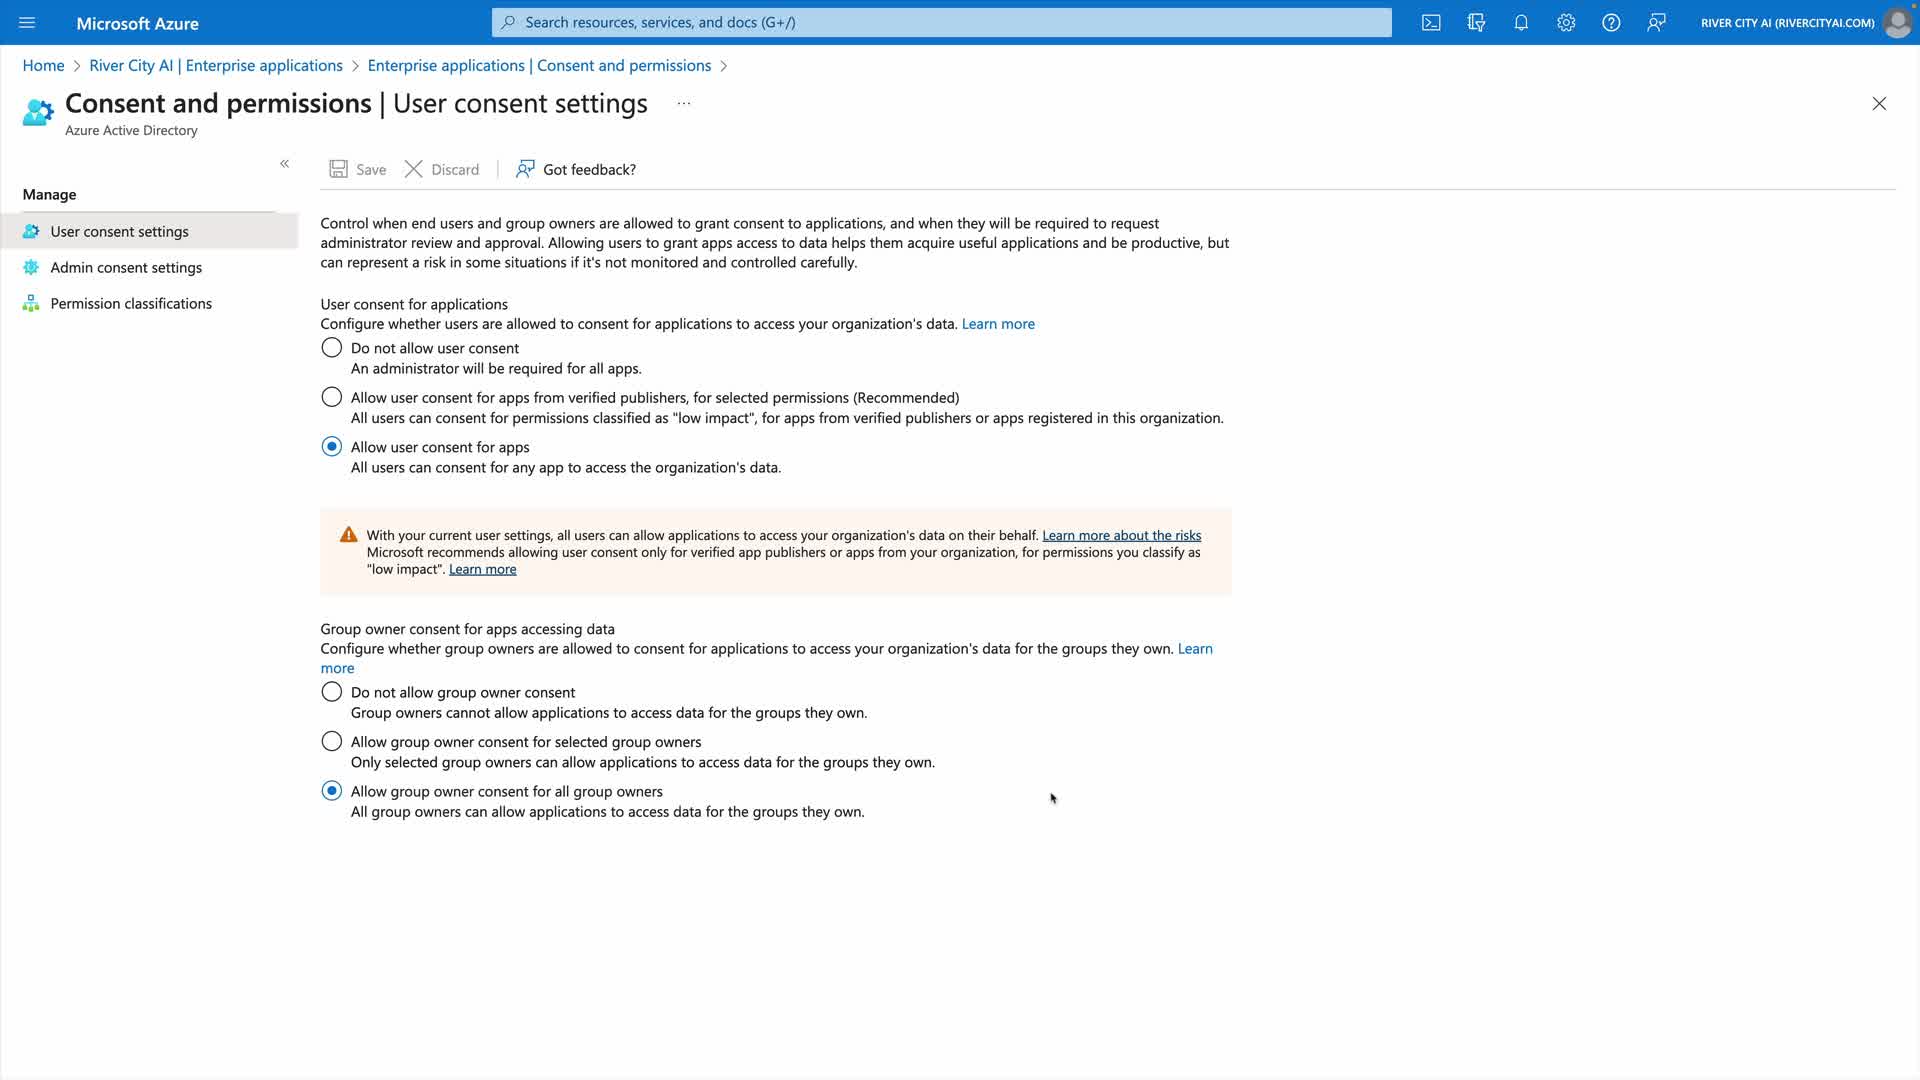 Microsoft Azure
Search resources, services, and docs (G+/)
RIVER CITY AI (RIVERCITYAI.COM)
Home > River City AI | Enterprise applications > Enterprise applications | Consent and permissions >
Consent and permissions | User consent settings ...
Azure Active Directory
«
Save Discard | Got feedback?
Manage
User consent settings
Admin consent settings
Permission classifications
Control when end users and group owners are allowed to grant consent to applications, and when they will be required to request
administrator review and approval. Allowing users to grant apps access to data helps them acquire useful applications and be productive, but
can represent a risk in some situations if it's not monitored and controlled carefully.
User consent for applications
Configure whether users are allowed to consent for applications to access your organization's data. Learn more
Do not allow user consent
An administrator will be required for all apps.
Allow user consent for apps from verified publishers, for selected permissions (Recommended)
All users can consent for permissions classified as "low impact", for apps from verified publishers or apps registered in this organization.
Allow user consent for apps
All users can consent for any app to access the organization's data.
With your current user settings, all users can allow applications to access your organization's data on their behalf. Learn more about the risks
Microsoft recommends allowing user consent only for verified app publishers or apps from your organization, for permissions you classify as
"low impact". Learn more
Group owner consent for apps accessing data
Configure whether group owners are allowed to consent for applications to access your organization's data for the groups they own. Learn
more
Do not allow group owner consent
Group owners cannot allow applications to access data for the groups they own.
Allow group owner consent for selected group owners
Only selected group owners can allow applications to access data for the groups they own.
Allow group owner consent for all group owners
All group owners can allow applications to access data for the groups they own.